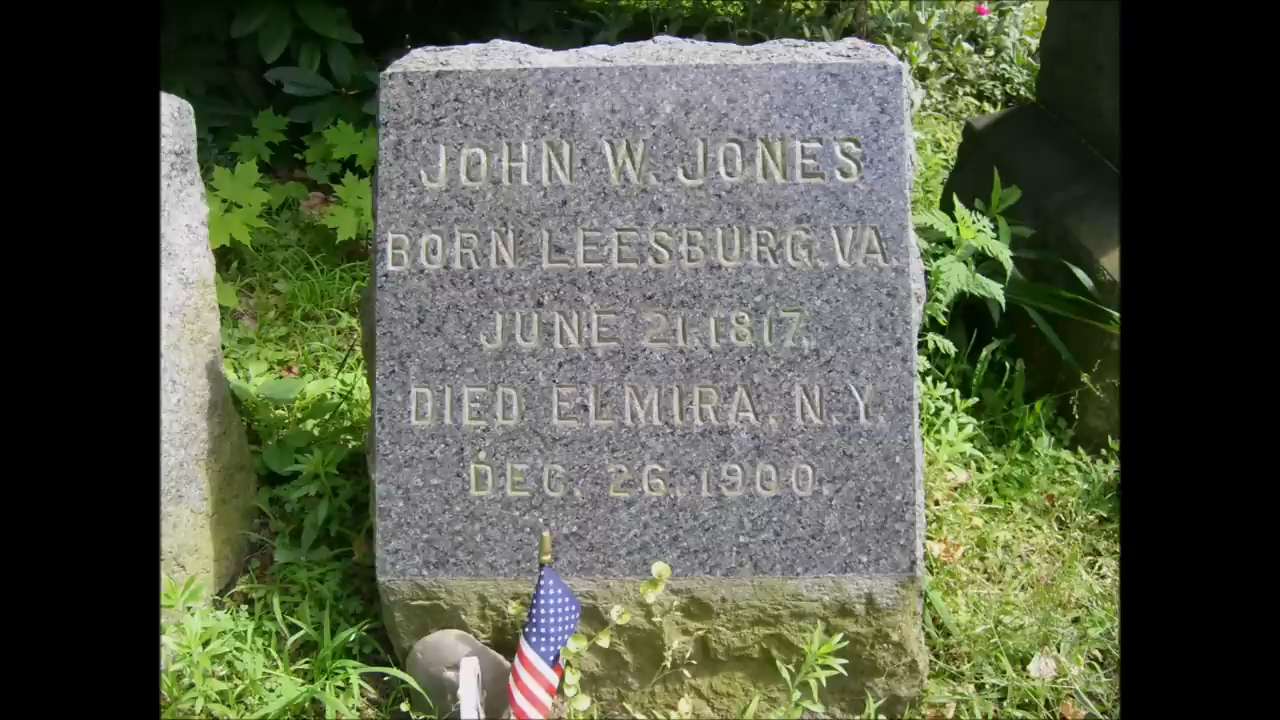 JOHN W. JONES
BORN LEESBURG. VA.
JUNE 21, 1817,
DIED ELMIRA, N.Y.
DEC. 26, 1900.